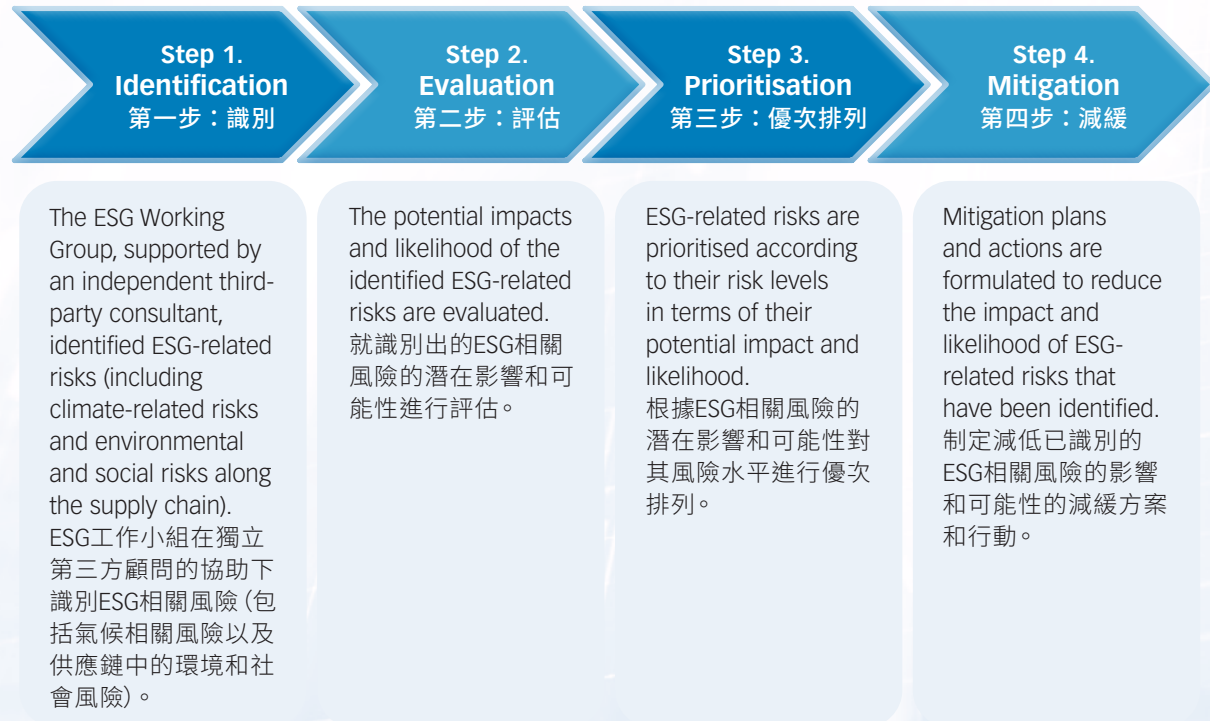 Step 1.
Identification
第一步：識別
Step 2.
Evaluation
第二步：評估
Step 3.
Prioritisation
第三步：優次排列
Step 4.
Mitigation
第四步：減緩
The ESG Working
Group, supported by
an independent third-
party consultant,
identified ESG-related
risks (including
climate-related risks
and environmental
and social risks along
the supply chain).
ESG工作小組在獨立
第三方顧問的協助下
識別ESG相關風險（包
括氣候相關風險以及
供應鏈中的環境和社
會風險）。
The potential impacts
and likelihood of the
identified ESG-related
risks are evaluated.
就識別出的ESG相關
風險的潛在影響和可
能性進行評估。
ESG-related risks are
prioritised according
to their risk levels
in terms of their
potential impact and
likelihood.
根據ESG相關風險的
潛在影響和可能性對
其風險水平進行優次
排列。
Mitigation plans
and actions are
formulated to reduce
the impact and
likelihood of ESG-
related risks that
have been identified.
制定減低已識別的
ESG相關風險的影響
和可能性的減緩方案
和行動。